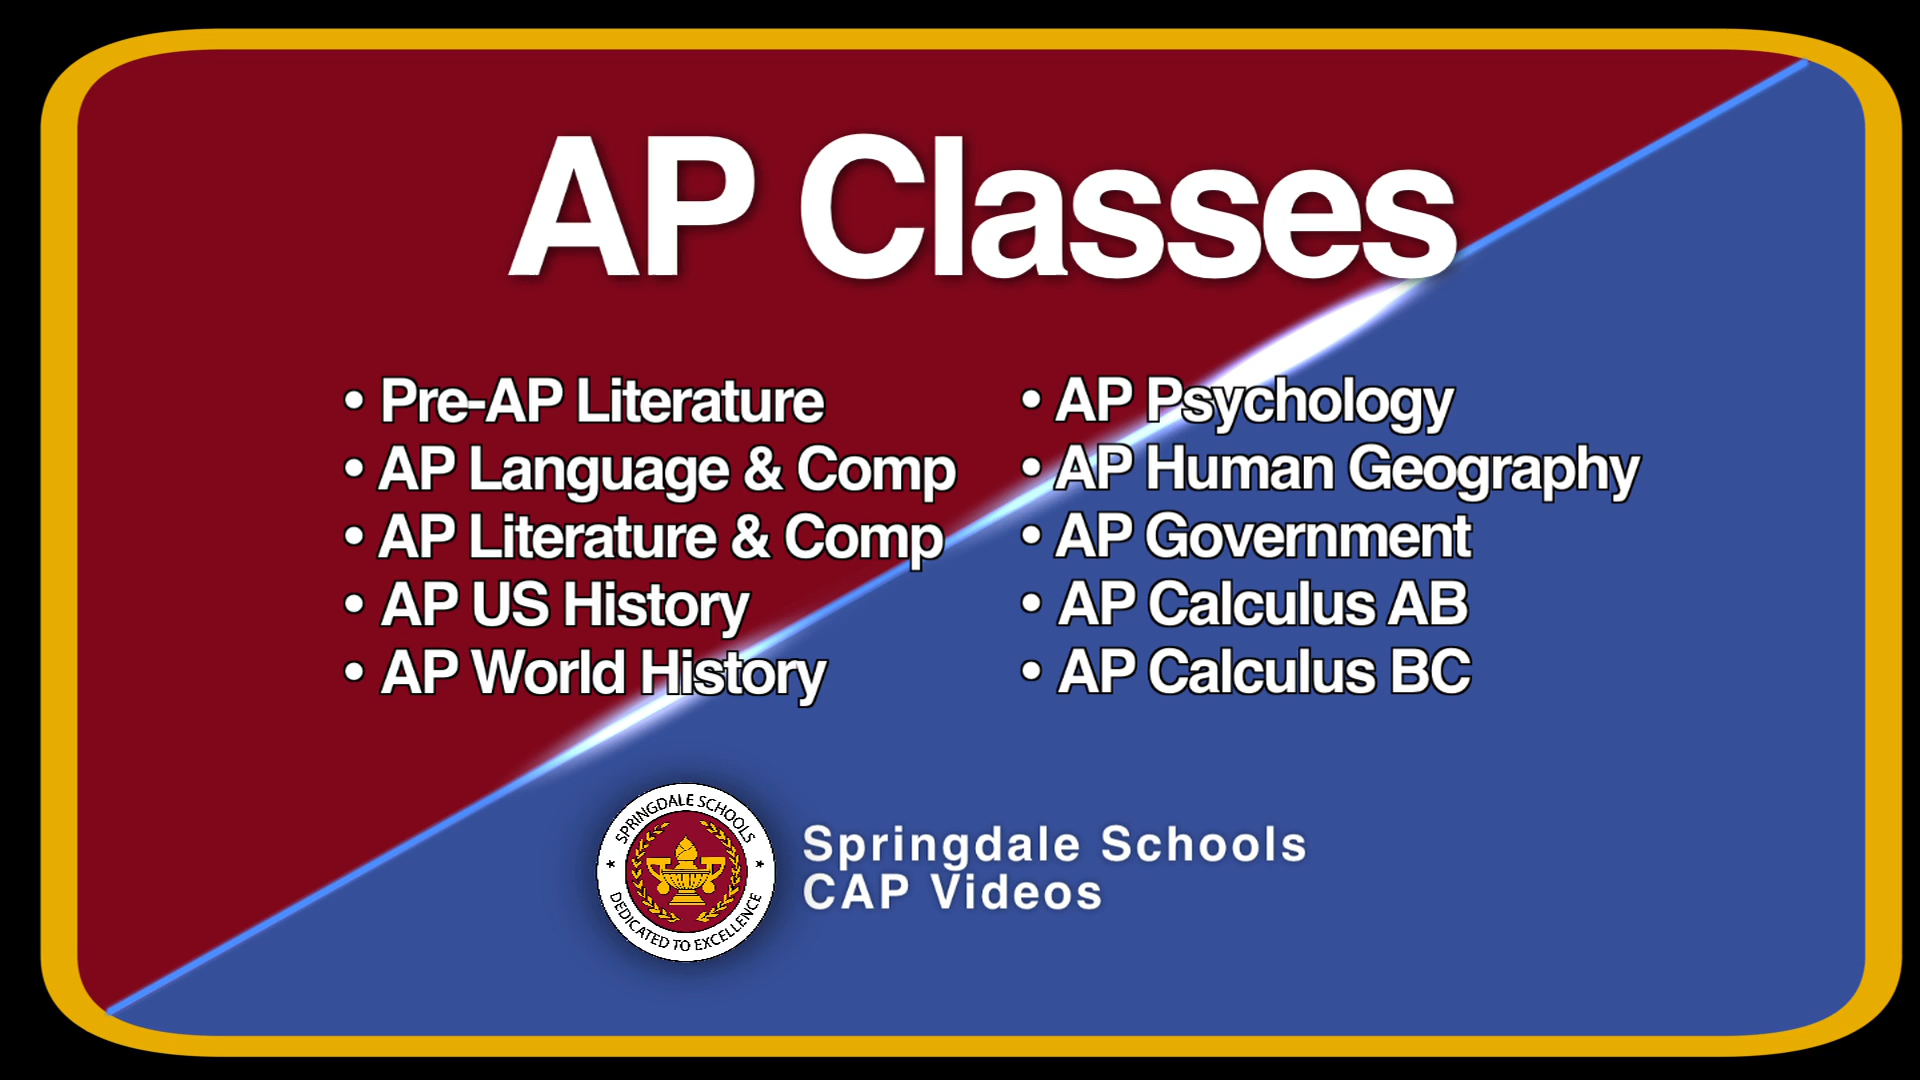 AP Classes
• Pre-AP Literature
• AP Language & Comp
• AP Literature & Comp
• AP US History
• AP World History
• AP Psychology
• AP Human Geography
• AP Government
• AP Calculus AB
• AP Calculus BC
SPRINGDALE SCHOOLS
DEDICATED TO EXCELLENCE
Springdale Schools
CAP Videos